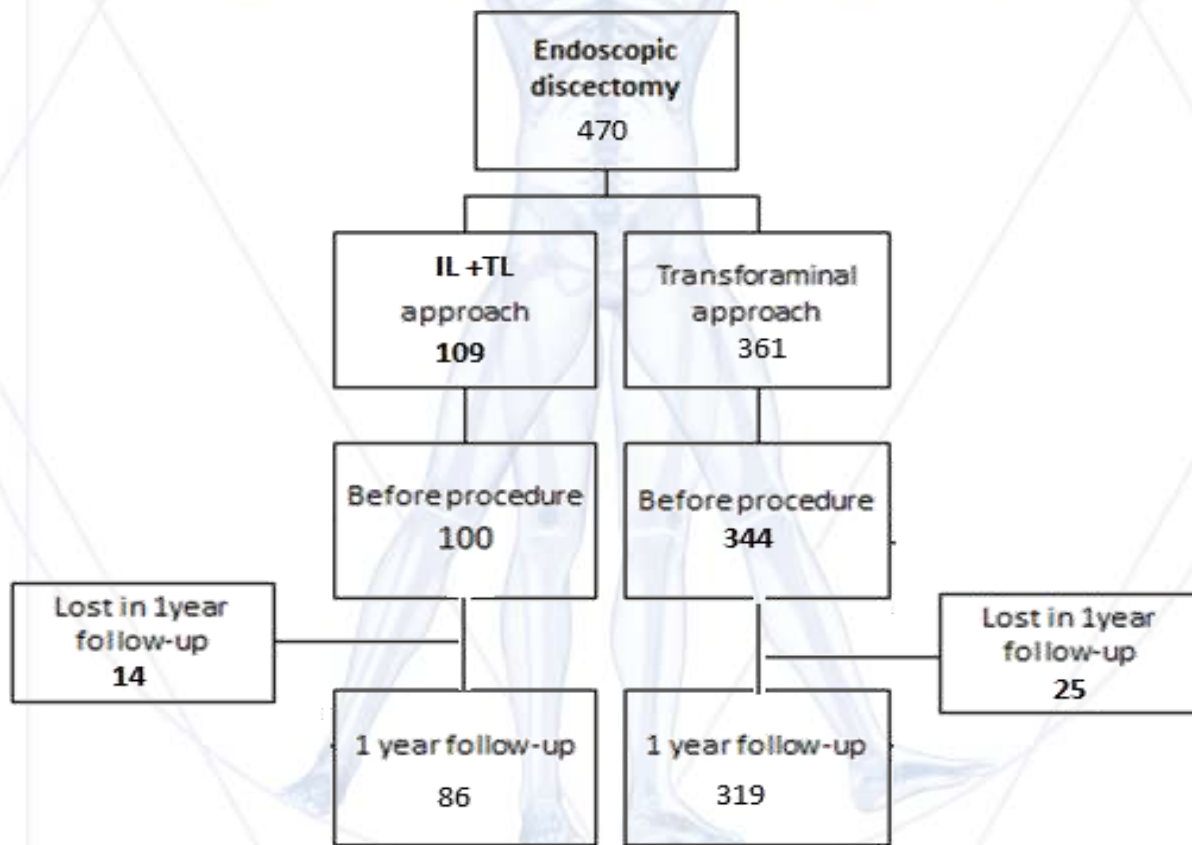 Endoscopic
discectomy
470
IL +TL
approach
109
Transforaminal
approach
361
Before procedure
100
Before procedure
344
Lost in 1year
follow-up
14
Lost in 1year
follow-up
25
1 year follow-up
86
1 year follow-up
319